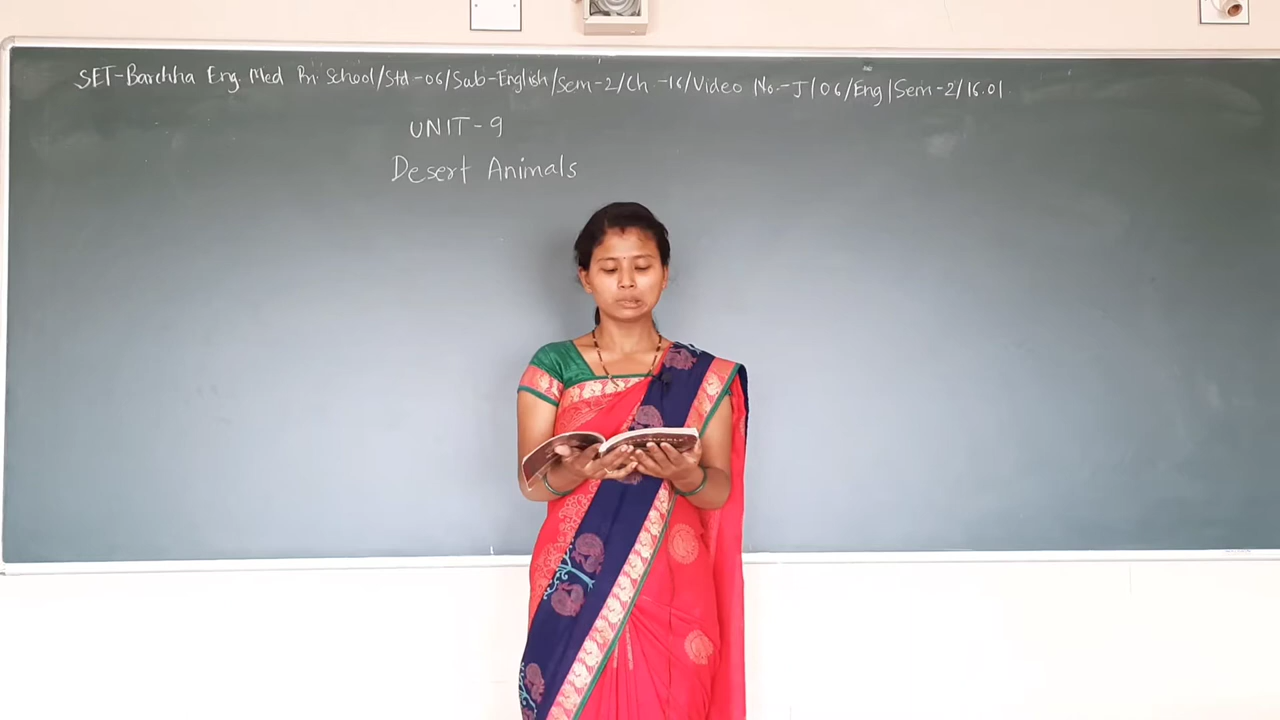 SET-Barchha Eng. Med Pri School/Std-06/Sub-English/Sem-2/Ch.-16/Video No.-J/06/Eng/Sem-2/16.01
UNIT-9
Desert Animals